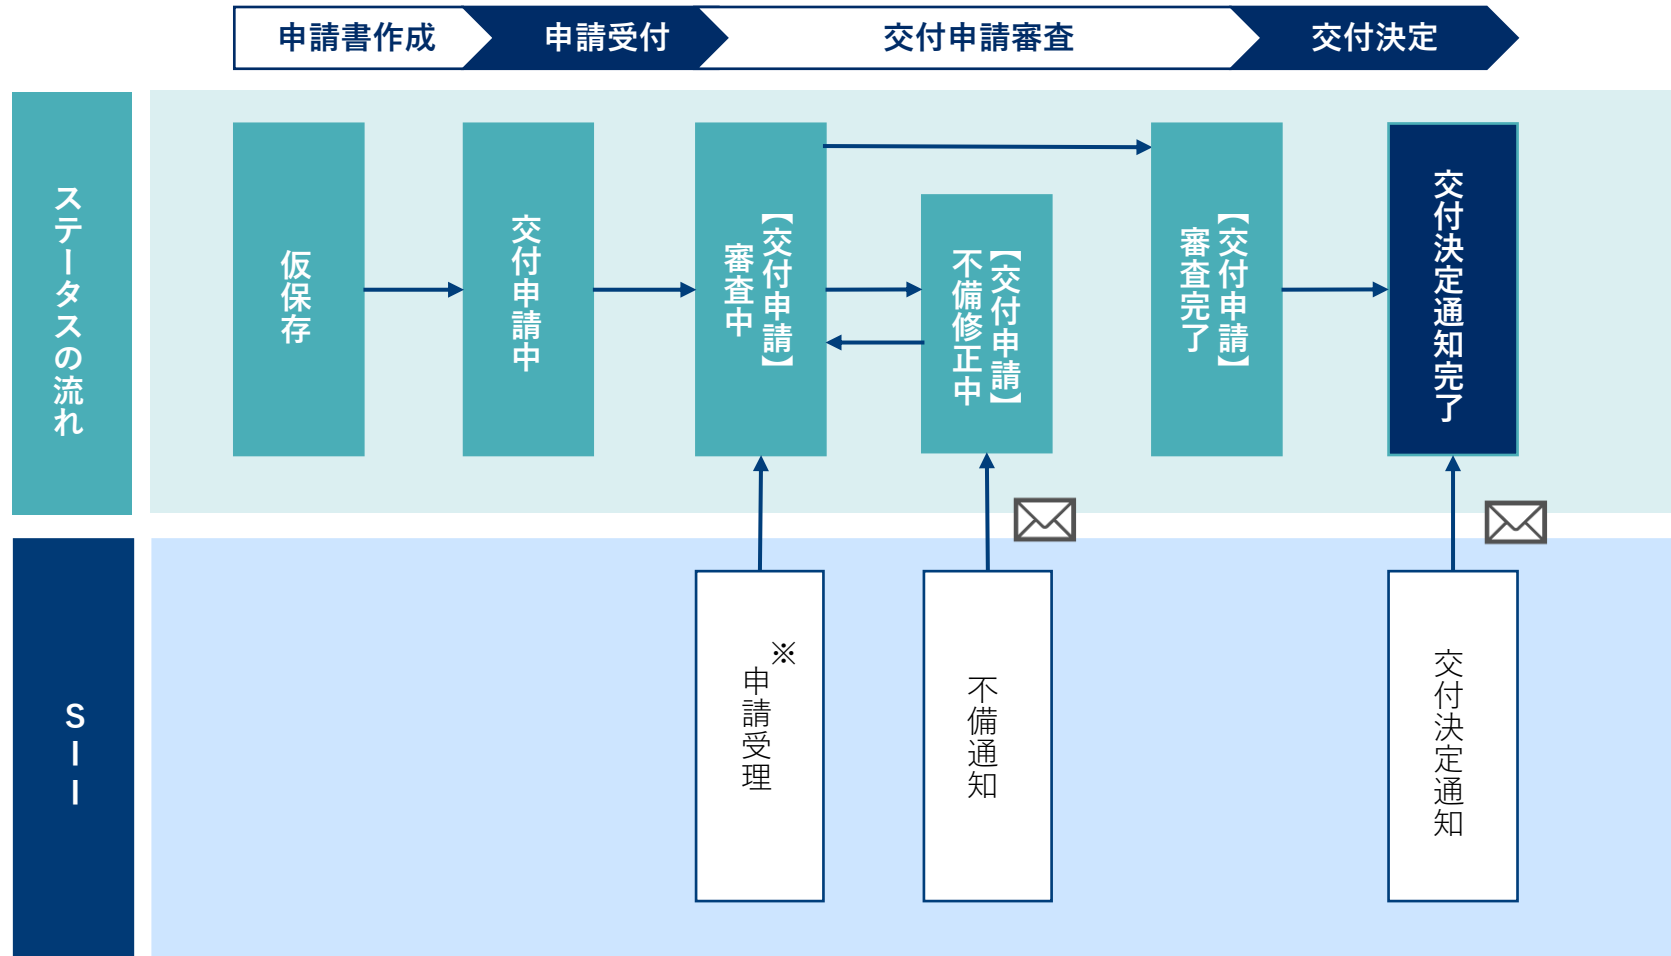 申請書作成
申請受付
交付申請審査
交付決定
ステータスの流れ
仮保存
交付申請中
【交付申請】
審査中
【交付申請】
不備修正中
【交付申請】
審査完了
交付決定通知完了
SII
※
申請受理
不備通知
交付決定通知